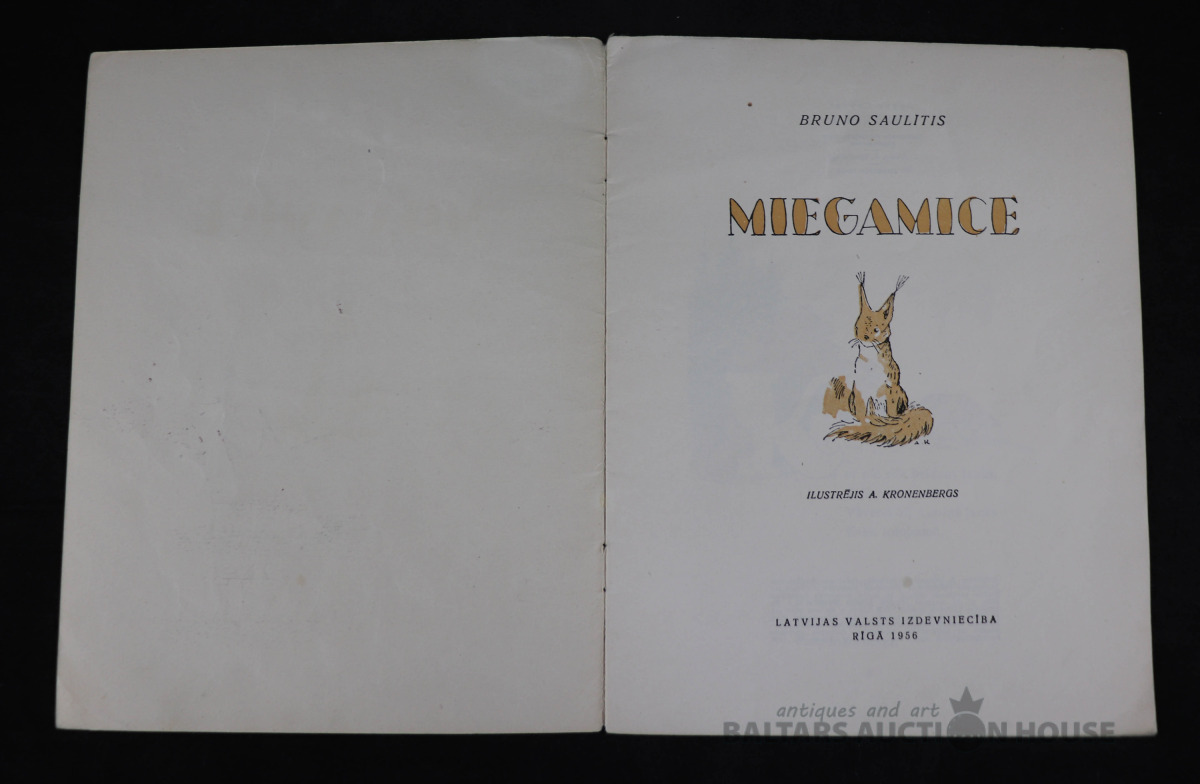 BRUNO SAULĪTIS
MIEGAMICE
A K
ILUSTRĒJIS A. KRONENBERGS
LATVIJAS VALSTS IZDEVNIECĪBA
RĪGĀ 1956
antiques and art
BALTARS AUCTION HOUSE